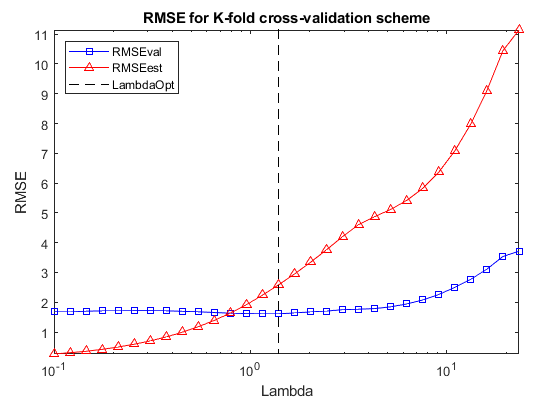 RMSE for K-fold cross-validation scheme
RMSEval
RMSEest
LambdaOpt
RMSE
11
10
9
8
7
6
5
4
3
2
1
10^-1
10^0
10^1
Lambda